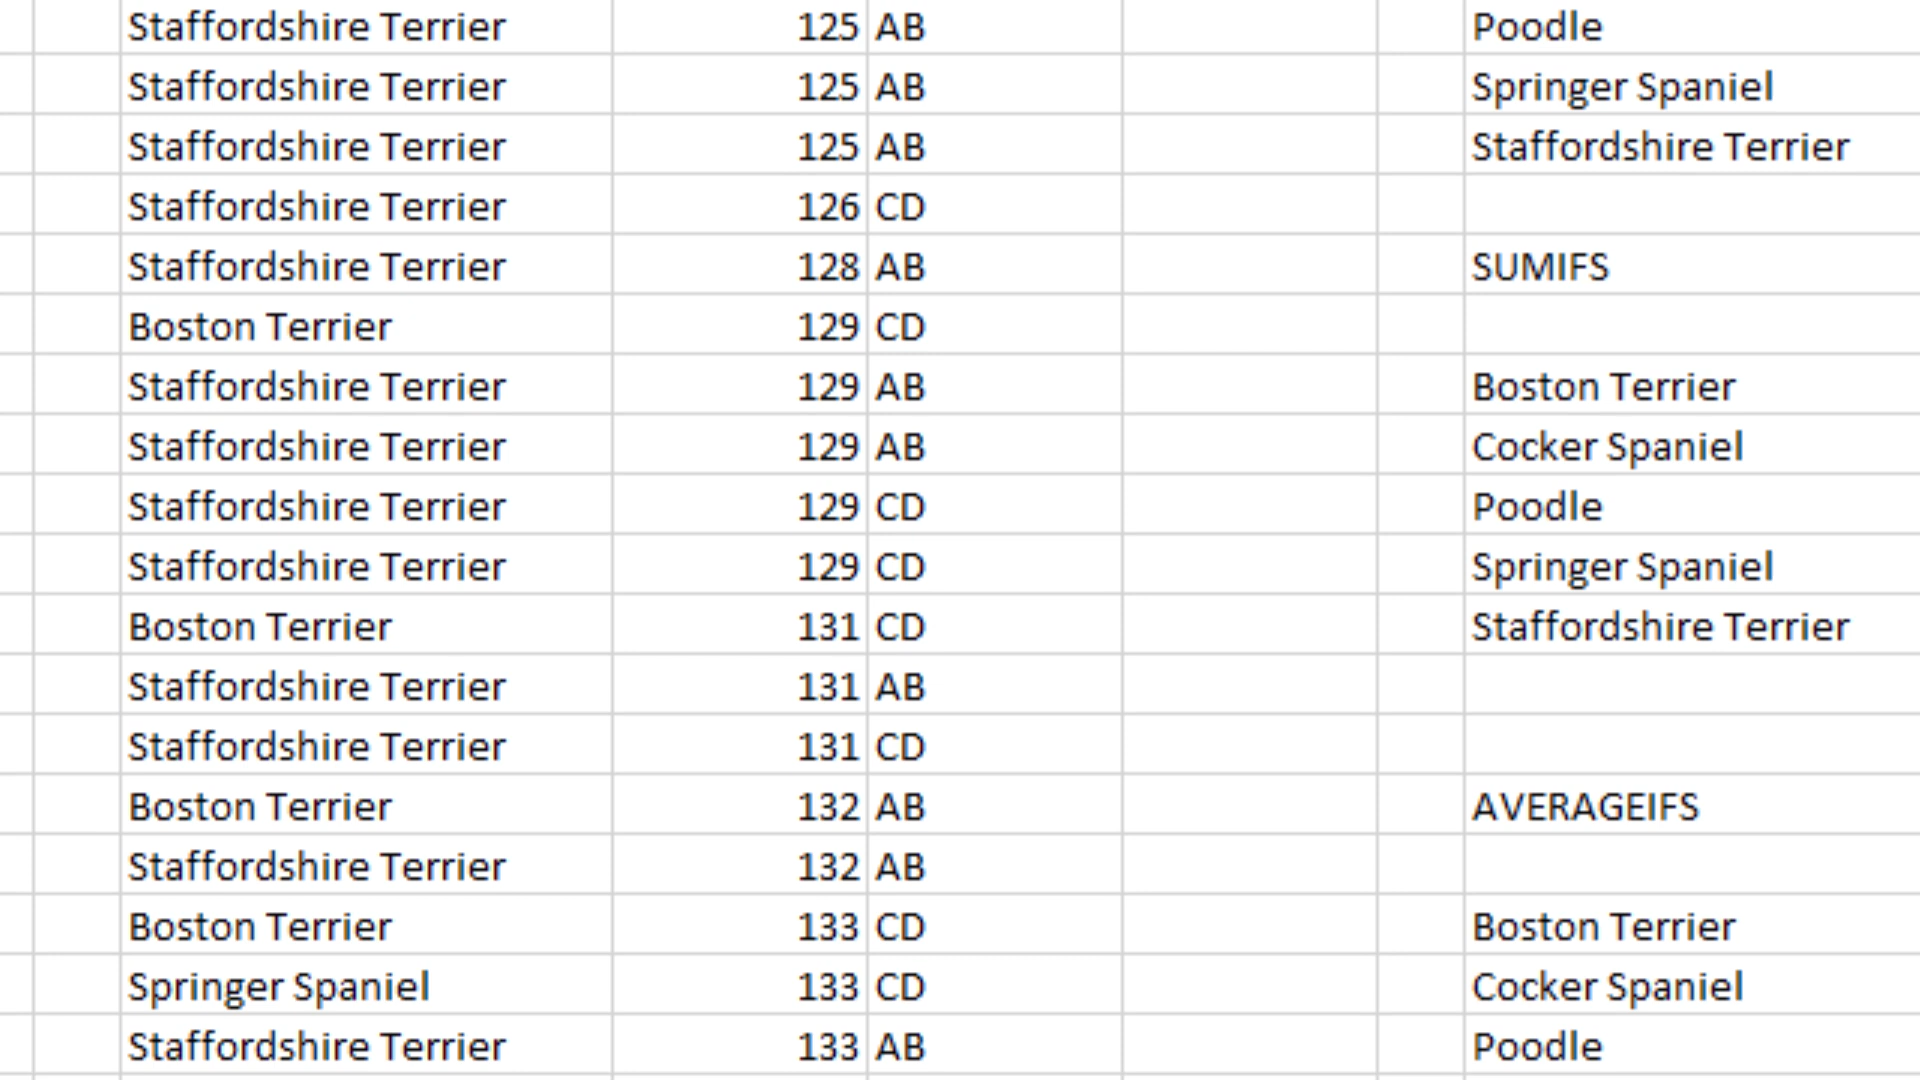 Staffordshire Terrier 125 AB Poodle
Staffordshire Terrier 125 AB Springer Spaniel
Staffordshire Terrier 125 AB Staffordshire Terrier
Staffordshire Terrier 126 CD
Staffordshire Terrier 128 AB SUMIFS
Boston Terrier 129 CD
Staffordshire Terrier 129 AB Boston Terrier
Staffordshire Terrier 129 AB Cocker Spaniel
Staffordshire Terrier 129 CD Poodle
Staffordshire Terrier 129 CD Springer Spaniel
Boston Terrier 131 CD Staffordshire Terrier
Staffordshire Terrier 131 AB
Staffordshire Terrier 131 CD
Boston Terrier 132 AB AVERAGEIFS
Staffordshire Terrier 132 AB
Boston Terrier 133 CD Boston Terrier
Springer Spaniel 133 CD Cocker Spaniel
Staffordshire Terrier 133 AB Poodle